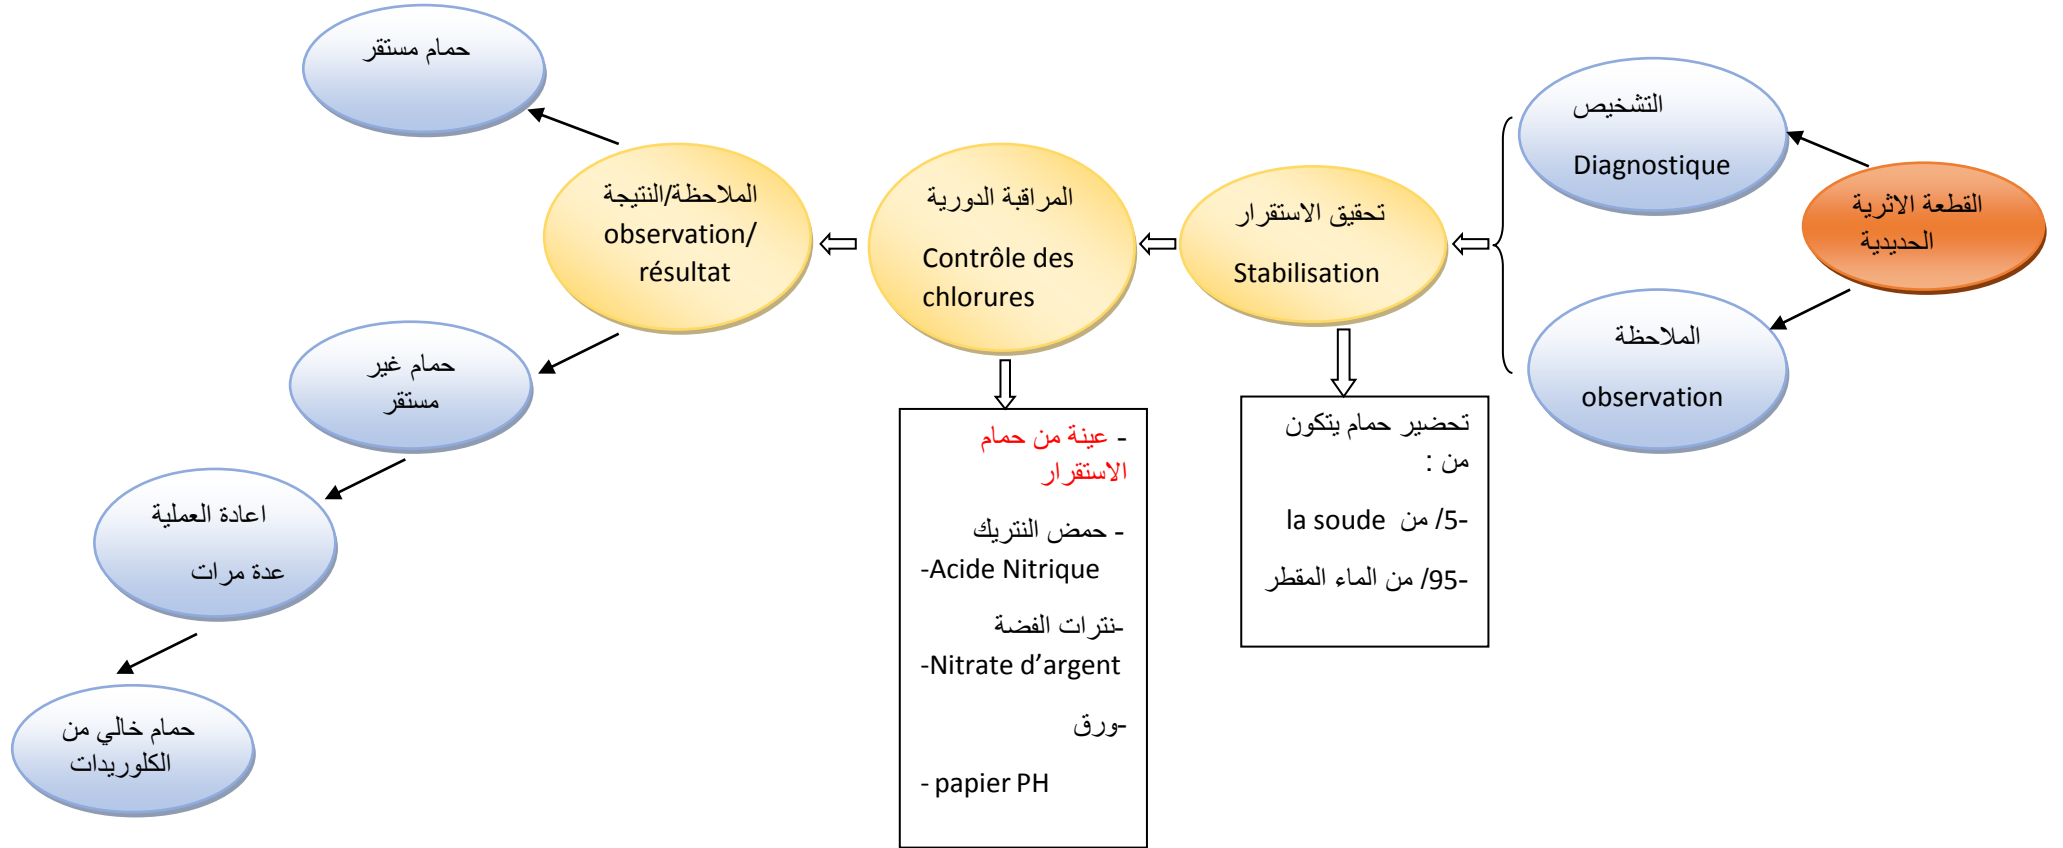 القطعة الاثرية
الحديدية
التشخيص
Diagnostique
الملاحظة
observation
تحقيق الاستقرار
Stabilisation
تحضير حمام يتكون
من :
-5/ من la soude
-95/ من الماء المقطر
المراقبة الدورية
Contrôle des
chlorures
- عينة من حمام
الاستقرار
- حمض النتريك
-Acide Nitrique
-نترات الفضة
-Nitrate d’argent
-ورق
- papier PH
الملاحظة/النتيجة
observation/
résultat
حمام مستقر
حمام غير
مستقر
اعادة العملية
عدة مرات
حمام خالي من
الكلوريدات